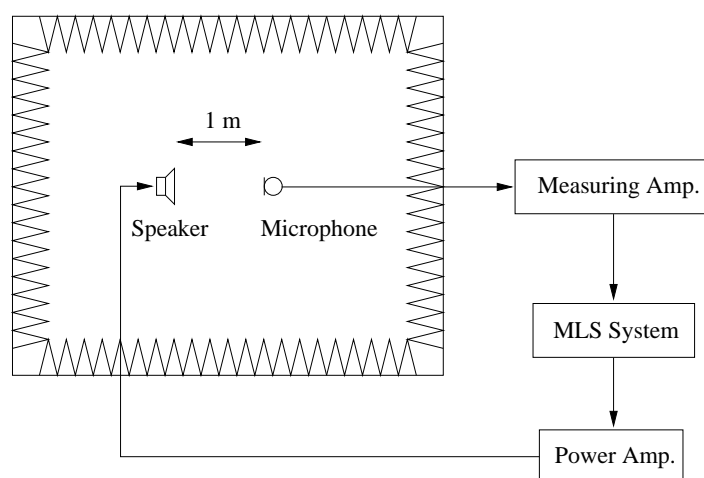 1 m
Speaker
Microphone
Measuring Amp.
MLS System
Power Amp.